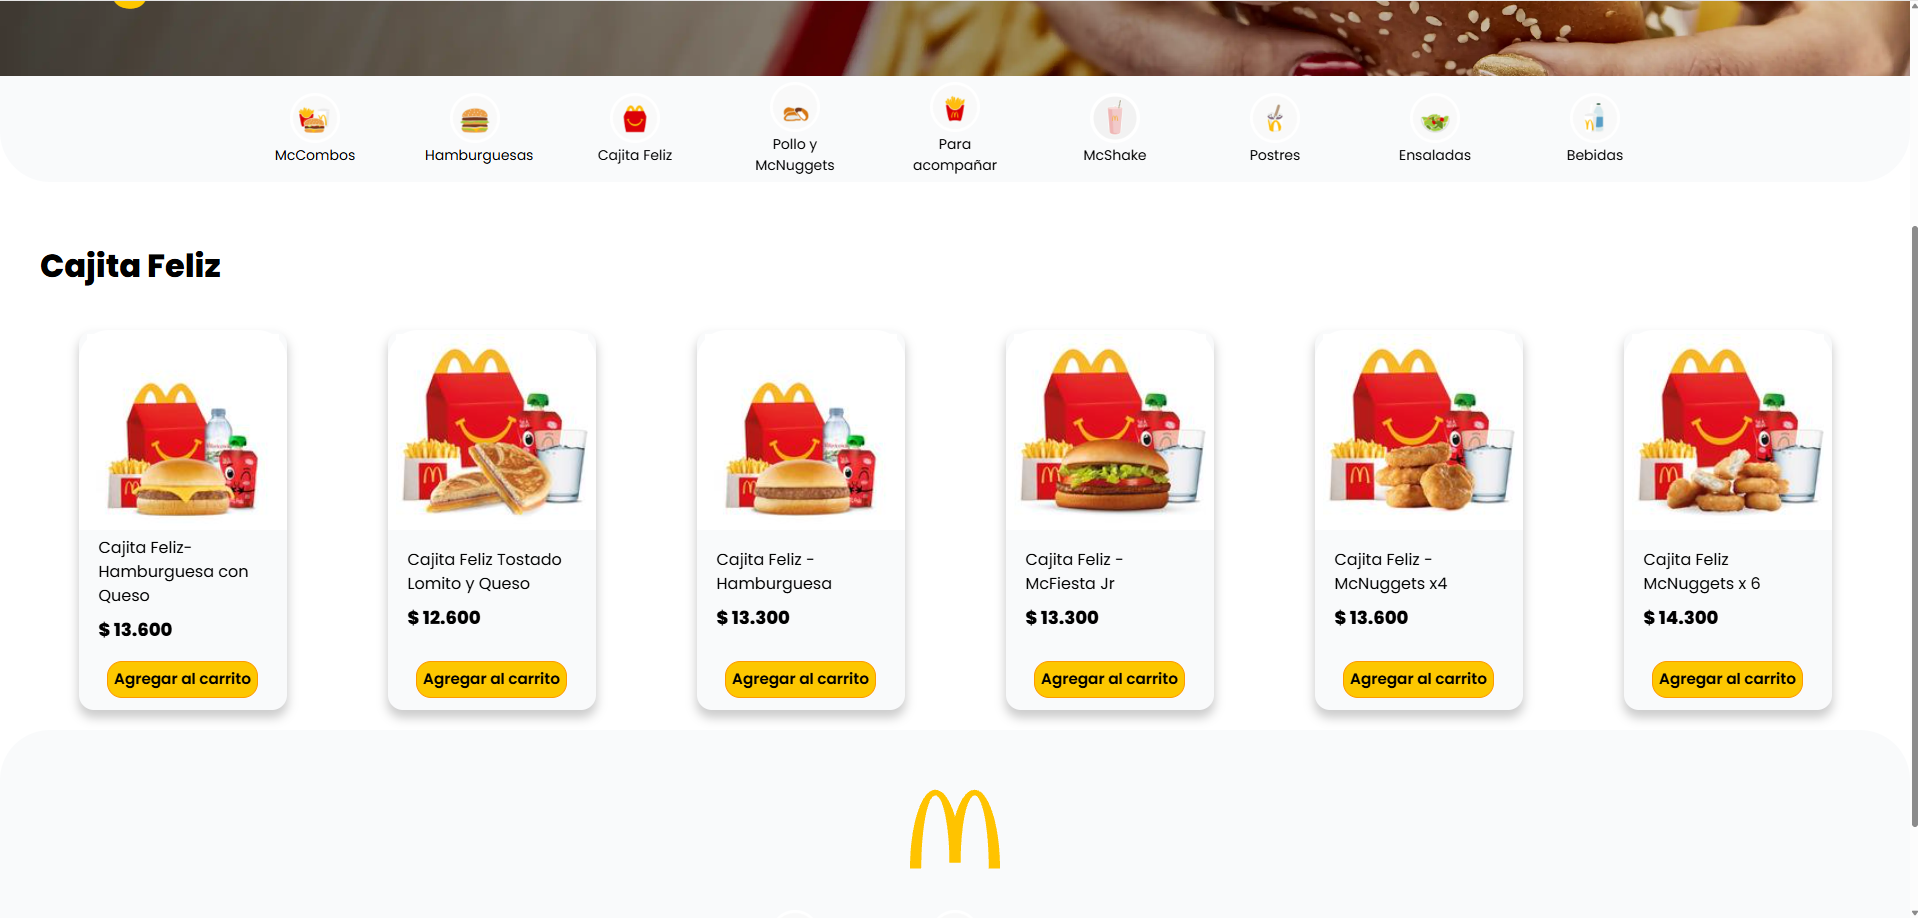 McCombos
Hamburguesas
Cajita Feliz
Pollo y
McNuggets
Para
acompañar
McShake
Postres
Ensaladas
Bebidas
Cajita Feliz
Cajita Feliz-
Hamburguesa con
Queso
$ 13.600
Agregar al carrito
Cajita Feliz Tostado
Lomito y Queso
$ 12.600
Agregar al carrito
Cajita Feliz -
Hamburguesa
$ 13.300
Agregar al carrito
Cajita Feliz -
McFiesta Jr
$ 13.300
Agregar al carrito
Cajita Feliz -
McNuggets x4
$ 13.600
Agregar al carrito
Cajita Feliz
McNuggets x 6
$ 14.300
Agregar al carrito